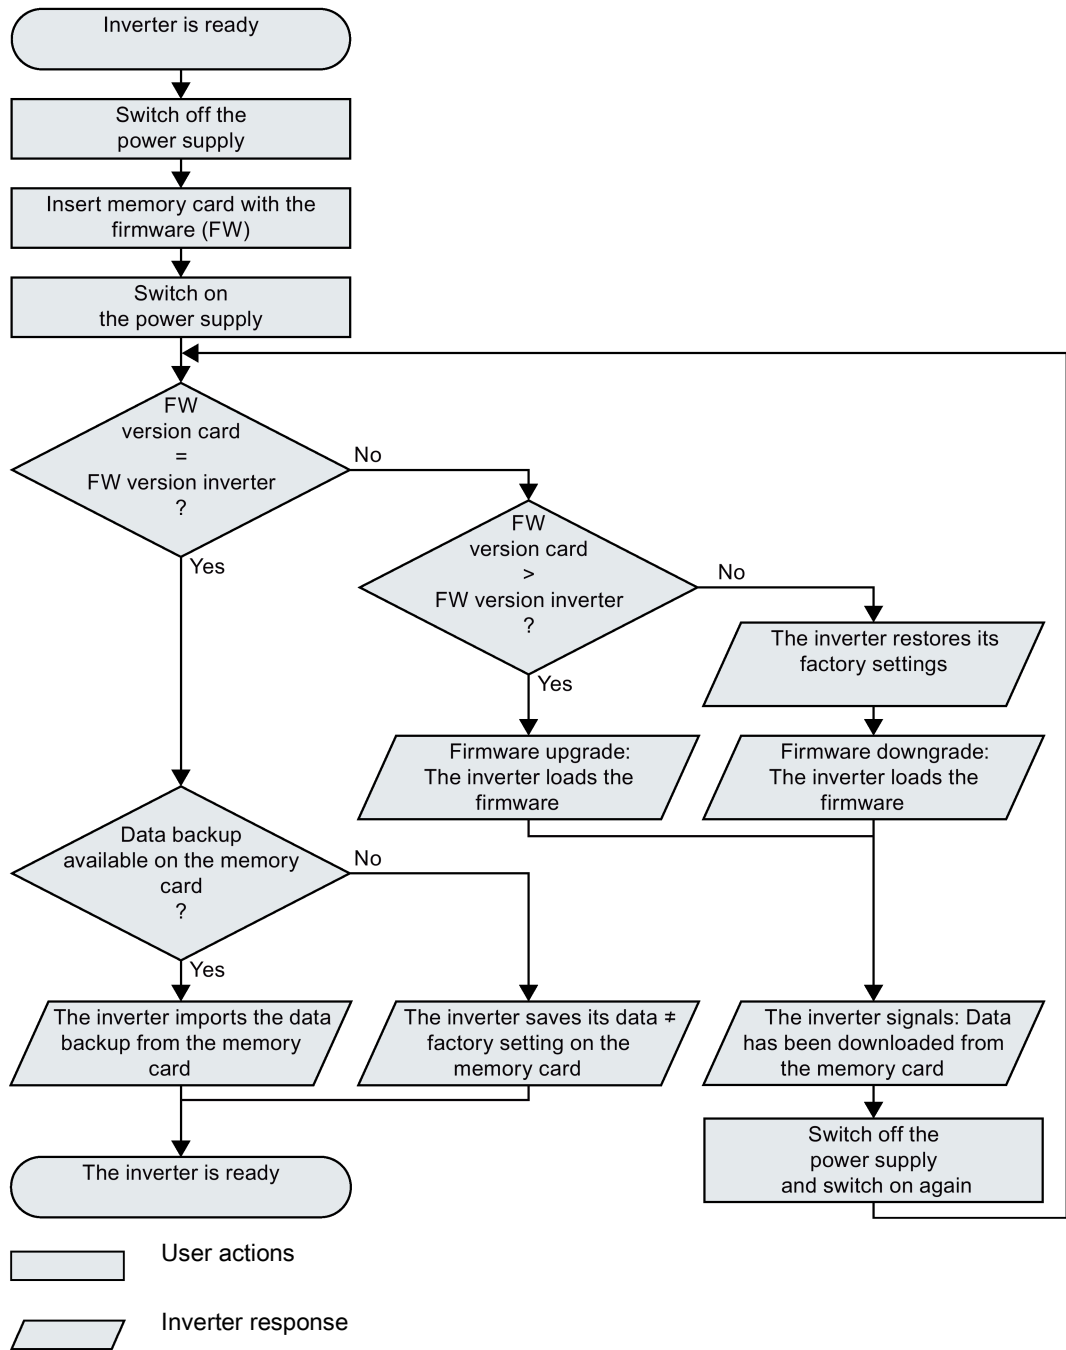 Inverter is ready
Switch off the
power supply
Insert memory card with the
firmware (FW)
Switch on
the power supply
FW
version card
=
FW version inverter
?
No
Yes
FW
version card
>
FW version inverter
?
No
Yes
The inverter restores its
factory settings
Firmware upgrade:
The inverter loads the
firmware
Firmware downgrade:
The inverter loads the
firmware
Data backup
available on the memory
card
?
No
Yes
The inverter imports the data
backup from the memory
card
The inverter saves its data ≠
factory setting on the
memory card
The inverter signals: Data
has been downloaded from
the memory card
Switch off the
power supply
and switch on again
The inverter is ready
User actions
Inverter response